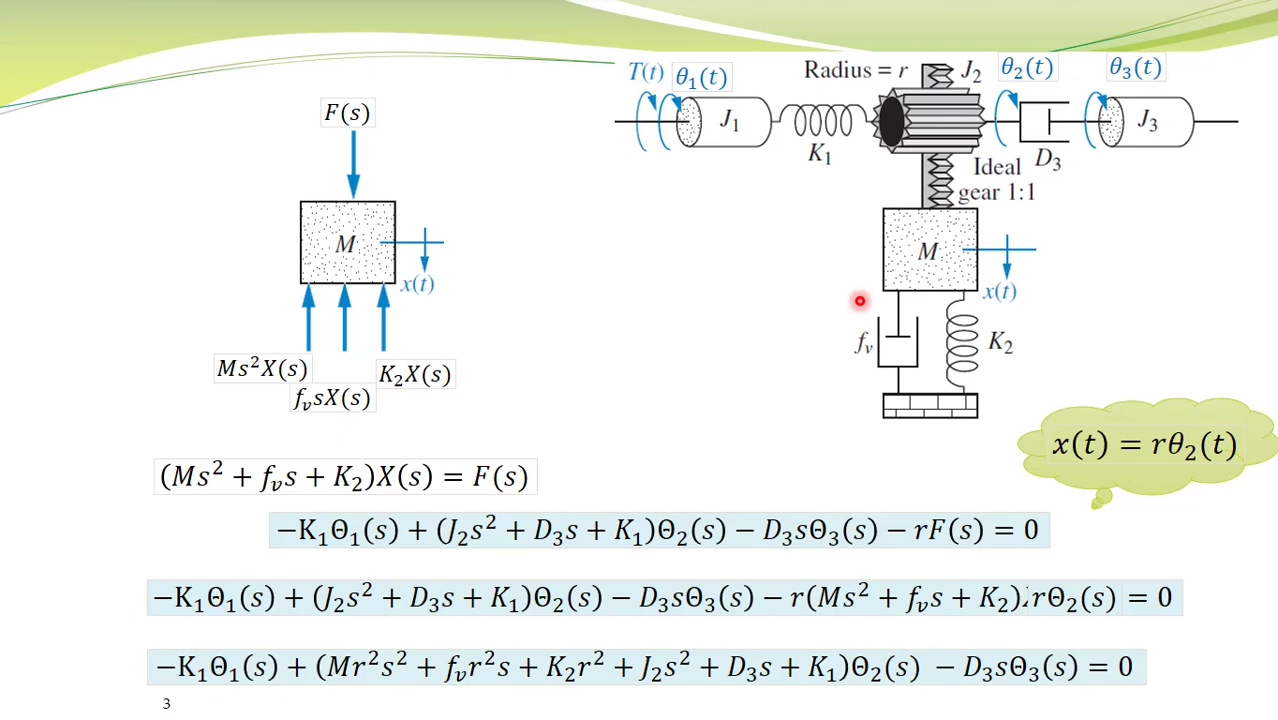 F(s)
M
x(t)
Ms²X(s)
f_v sX(s)
K₂X(s)
T(t) θ₁(t) Radius = r J₂ θ₂(t) θ₃(t)
J₁ K₁ D₃ J₃
Ideal
gear 1:1
M
x(t)
f_v K₂
x(t) = rθ₂(t)
(Ms² + f_v s + K₂)X(s) = F(s)
−K₁Θ₁(s) + (J₂s² + D₃s + K₁)Θ₂(s) − D₃sΘ₃(s) − rF(s) = 0
−K₁Θ₁(s) + (J₂s² + D₃s + K₁)Θ₂(s) − D₃sΘ₃(s) − r(Ms² + f_v s + K₂) rΘ₂(s) = 0
−K₁Θ₁(s) + (Mr²s² + f_v r²s + K₂r² + J₂s² + D₃s + K₁)Θ₂(s) − D₃sΘ₃(s) = 0
3